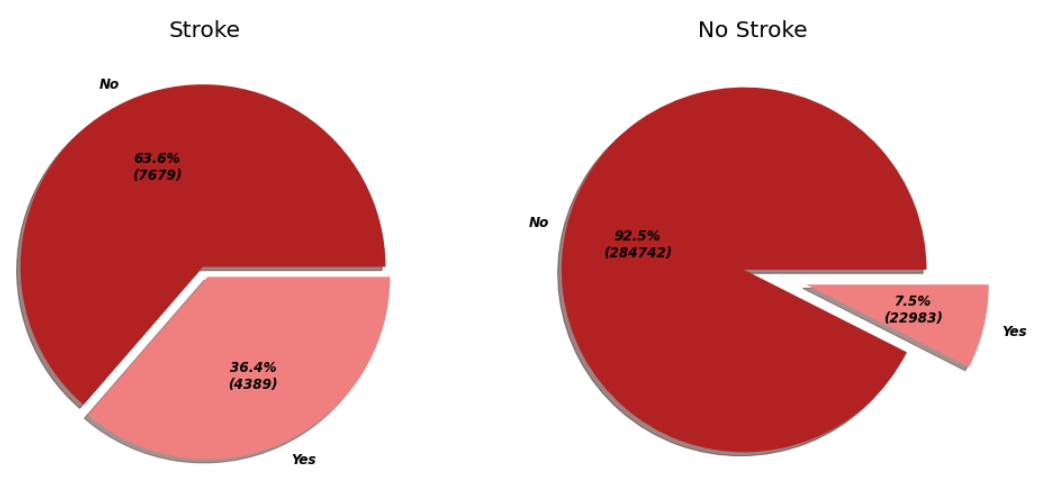 Stroke
No
63.6%
(7679)
36.4%
(4389)
Yes
No Stroke
No
92.5%
(284742)
7.5%
(22983)
Yes